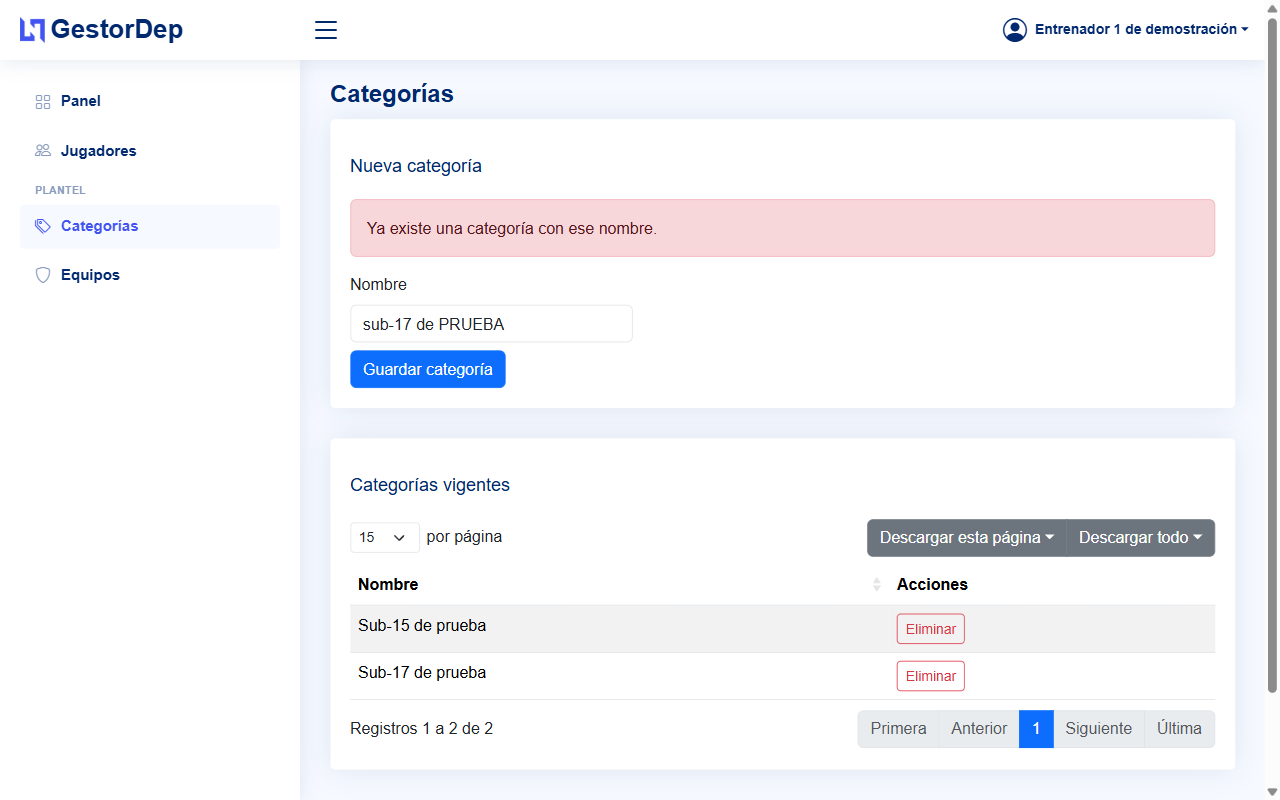 GestorDep
Entrenador 1 de demostración
Panel
Jugadores
PLANTEL
Categorías
Equipos
Categorías
Nueva categoría
Ya existe una categoría con ese nombre.
Nombre
sub-17 de PRUEBA
Guardar categoría
Categorías vigentes
15 por página
Descargar esta página Descargar todo
Nombre Acciones
Sub-15 de prueba Eliminar
Sub-17 de prueba Eliminar
Registros 1 a 2 de 2
Primera Anterior 1 Siguiente Última